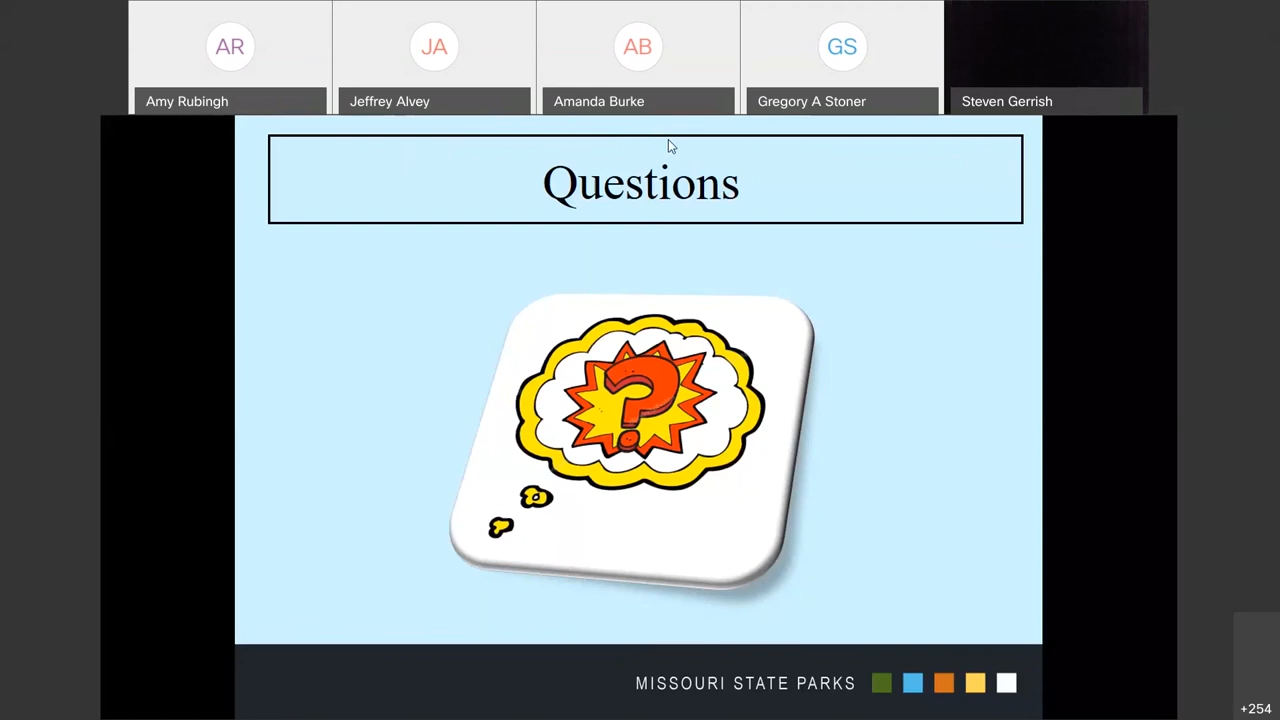 AR
JA
AB
GS
Amy Rubingh
Jeffrey Alvey
Amanda Burke
Gregory A Stoner
Steven Gerrish
Questions
?
MISSOURI STATE PARKS
+254